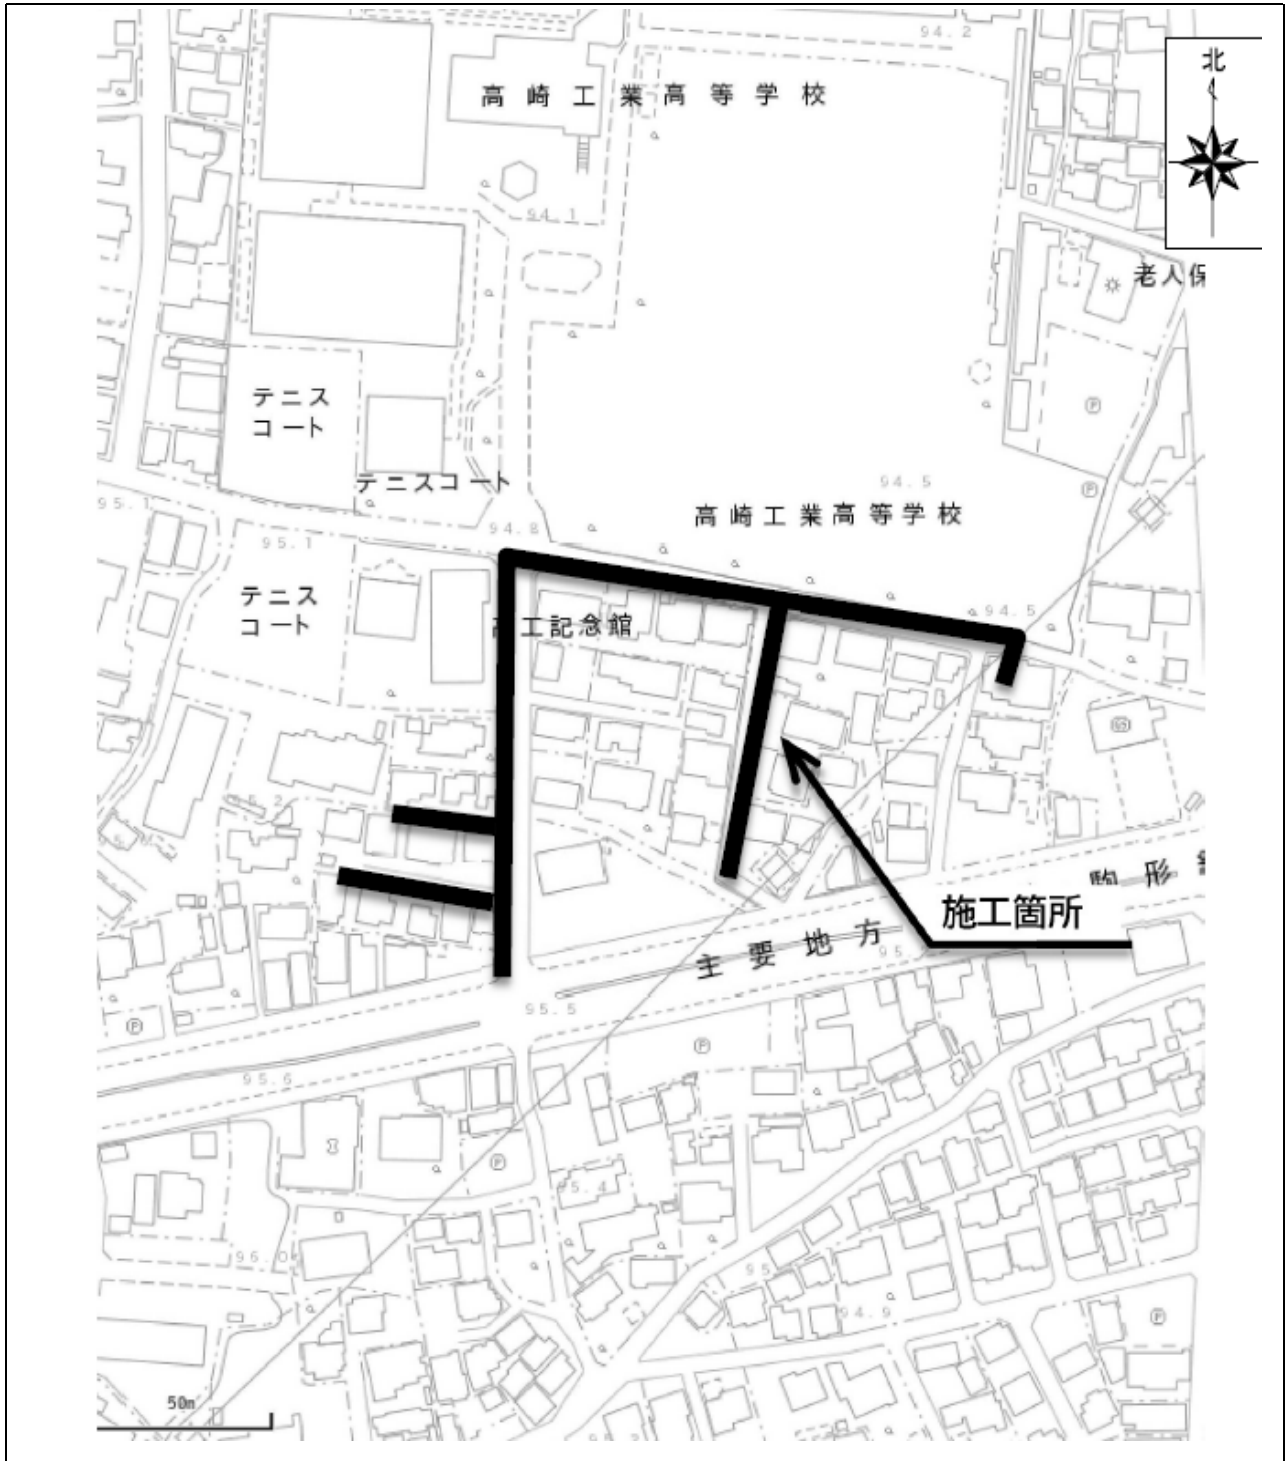 94.2
北
高崎工業高等学校
94.1
老人保
テニス
コート
テニスコート
94.5
95.1
高崎工業高等学校
94.8
95.1
テニス
コート
94.5
工記念館
駒形
施工箇所
主要地方
95.5
95.6
95.4
95
94.9
50m